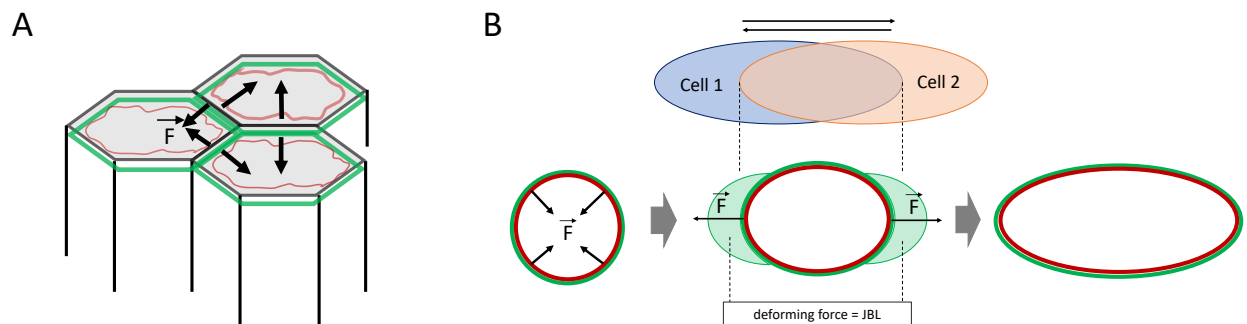 A
B
Cell 1
Cell 2
F
F
F
F
deforming force = JBL